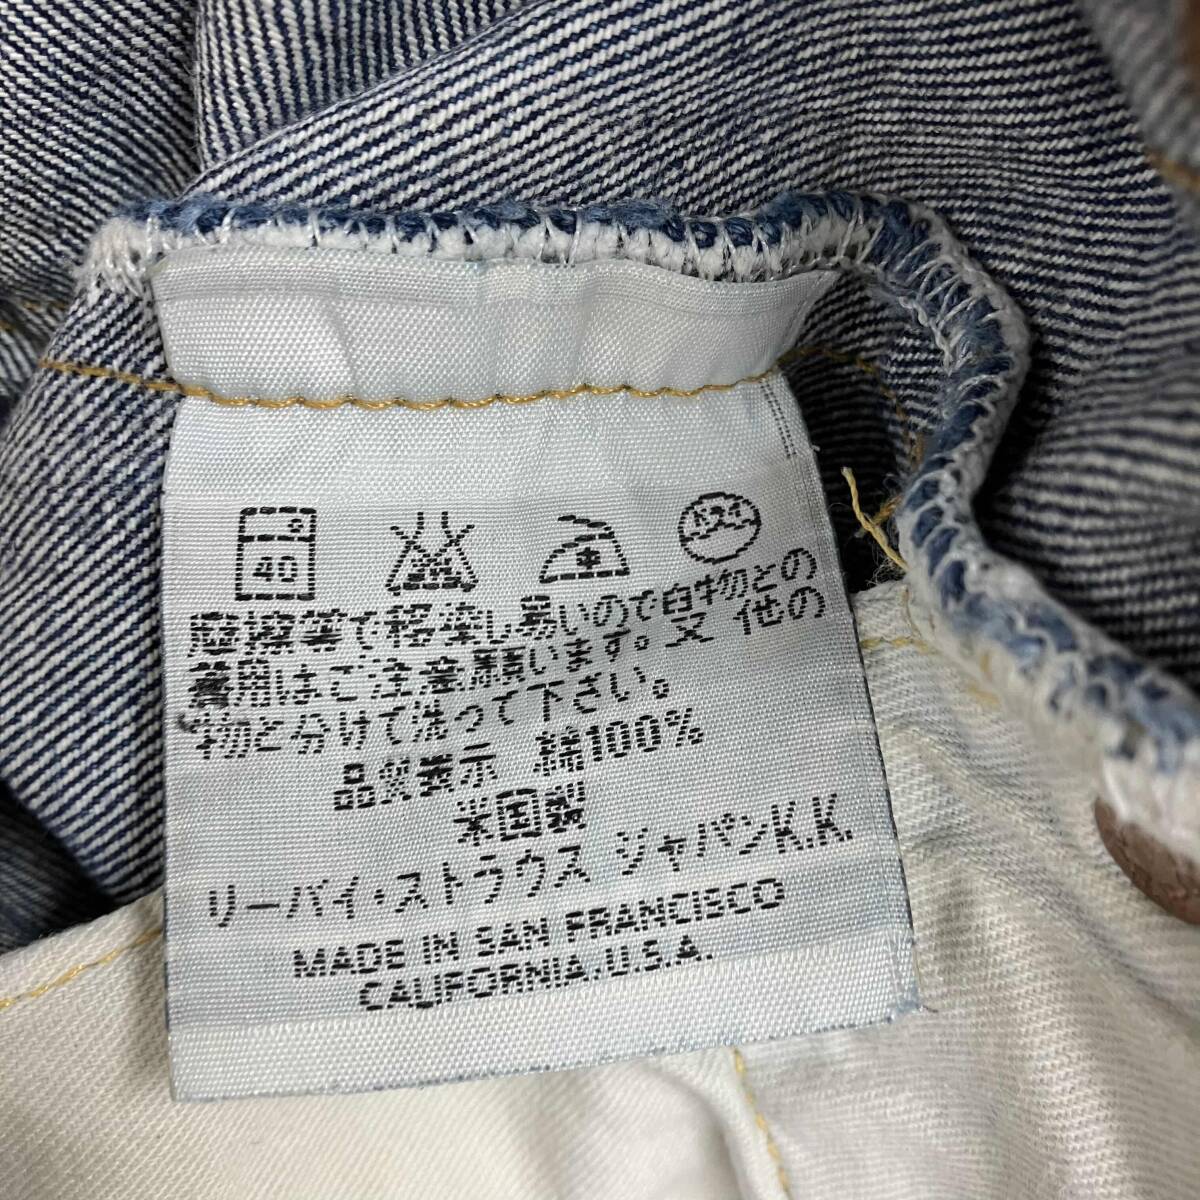 40 ドライ
摩擦等で移染し易いので白物との
着用はご注意願います。又 他の
物と分けて洗って下さい。
品質表示 綿100%
米国製
リーバイ・ストラウス ジャパンK.K.
MADE IN SAN FRANCISCO
CALIFORNIA.U.S.A.